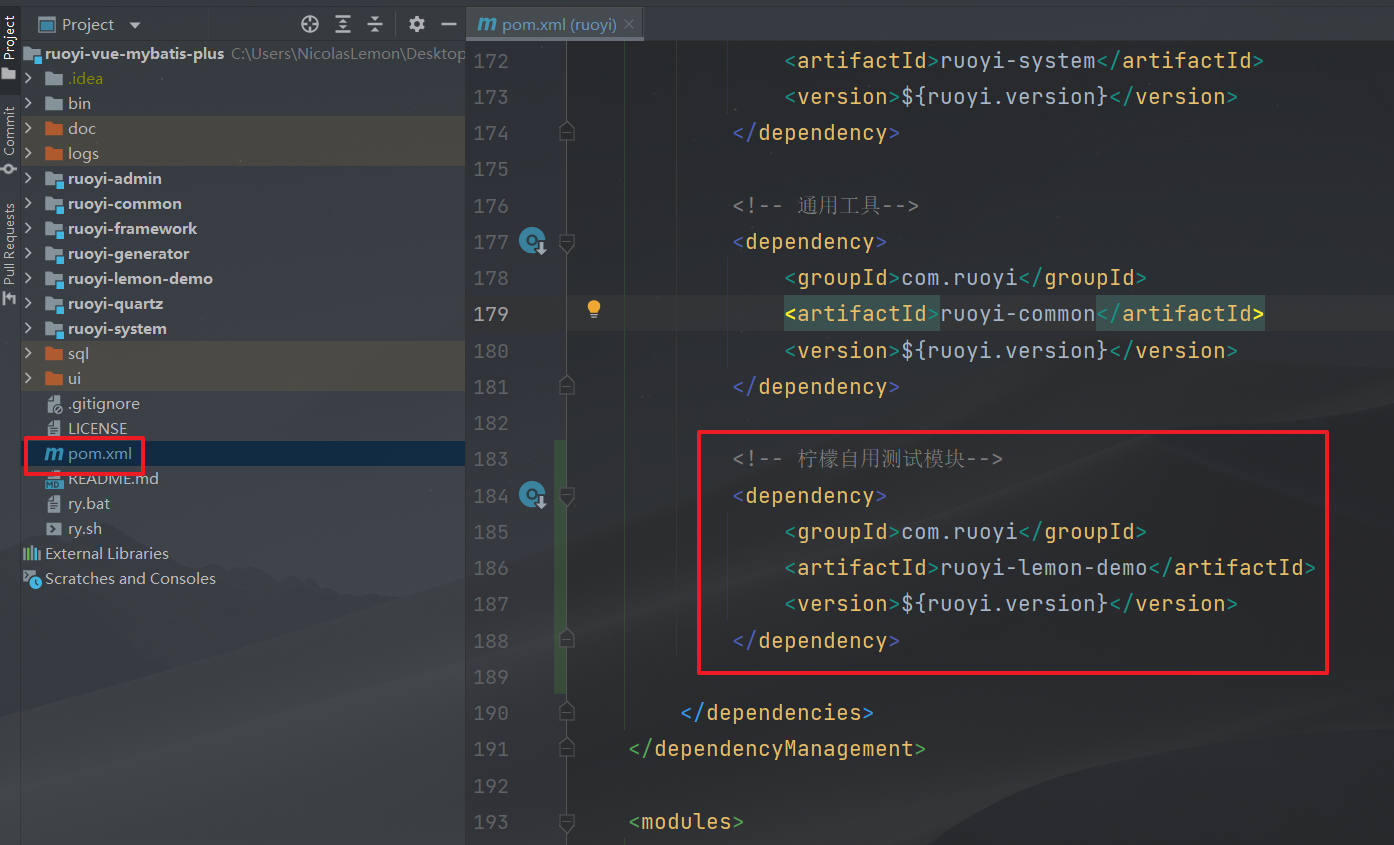 Project
pom.xml (ruoyi)
Project
Commit
Pull Requests
ruoyi-vue-mybatis-plus C:\Users\NicolasLemon\Desktop
.idea
bin
doc
logs
ruoyi-admin
ruoyi-common
ruoyi-framework
ruoyi-generator
ruoyi-lemon-demo
ruoyi-quartz
ruoyi-system
sql
ui
.gitignore
LICENSE
m pom.xml
MD README.md
ry.bat
ry.sh
External Libraries
Scratches and Consoles
172 <artifactId>ruoyi-system</artifactId>
173 <version>${ruoyi.version}</version>
174 </dependency>
175
176 <!-- 通用工具-->
177 <dependency>
178 <groupId>com.ruoyi</groupId>
179 <artifactId>ruoyi-common</artifactId>
180 <version>${ruoyi.version}</version>
181 </dependency>
182
183 <!-- 柠檬自用测试模块-->
184 <dependency>
185 <groupId>com.ruoyi</groupId>
186 <artifactId>ruoyi-lemon-demo</artifactId>
187 <version>${ruoyi.version}</version>
188 </dependency>
189
190 </dependencies>
191 </dependencyManagement>
192
193 <modules>